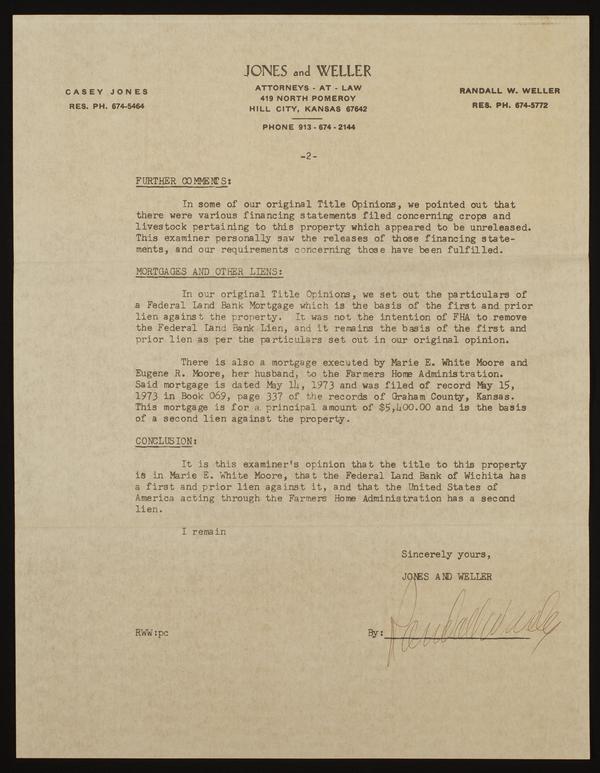 JONES and WELLER
ATTORNEYS - AT - LAW
419 NORTH POMEROY
HILL CITY, KANSAS 67642
PHONE 913 - 674 - 2144
CASEY JONES
RES. PH. 674-5464
RANDALL W. WELLER
RES. PH. 674-5772
-2-
FURTHER COMMENTS:
In some of our original Title Opinions, we pointed out that
there were various financing statements filed concerning crops and
livestock pertaining to this property which appeared to be unreleased.
This examiner personally saw the releases of those financing state-
ments, and our requirements concerning those have been fulfilled.
MORTGAGES AND OTHER LIENS:
In our original Title Opinions, we set out the particulars of
a Federal Land Bank Mortgage which is the basis of the first and prior
lien against the property. It was not the intention of FHA to remove
the Federal Land Bank Lien, and it remains the basis of the first and
prior lien as per the particulars set out in our original opinion.
There is also a mortgage executed by Marie E. White Moore and
Eugene R. Moore, her husband, to the Farmers Home Administration.
Said mortgage is dated May 14, 1973 and was filed of record May 15,
1973 in Book 069, page 337 of the records of Graham County, Kansas.
This mortgage is for a principal amount of $5,400.00 and is the basis
of a second lien against the property.
CONCLUSION:
It is this examiner's opinion that the title to this property
is in Marie E. White Moore, that the Federal Land Bank of Wichita has
a first and prior lien against it, and that the United States of
America acting through the Farmers Home Administration has a second
lien.
I remain
Sincerely yours,
JONES AND WELLER
RWW:pc
By: